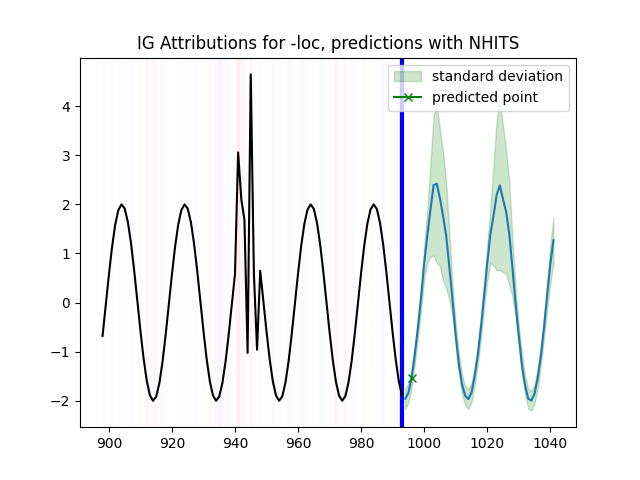 IG Attributions for -loc, predictions with NHITS
standard deviation
predicted point
4
3
2
1
0
−1
−2
900 920 940 960 980 1000 1020 1040